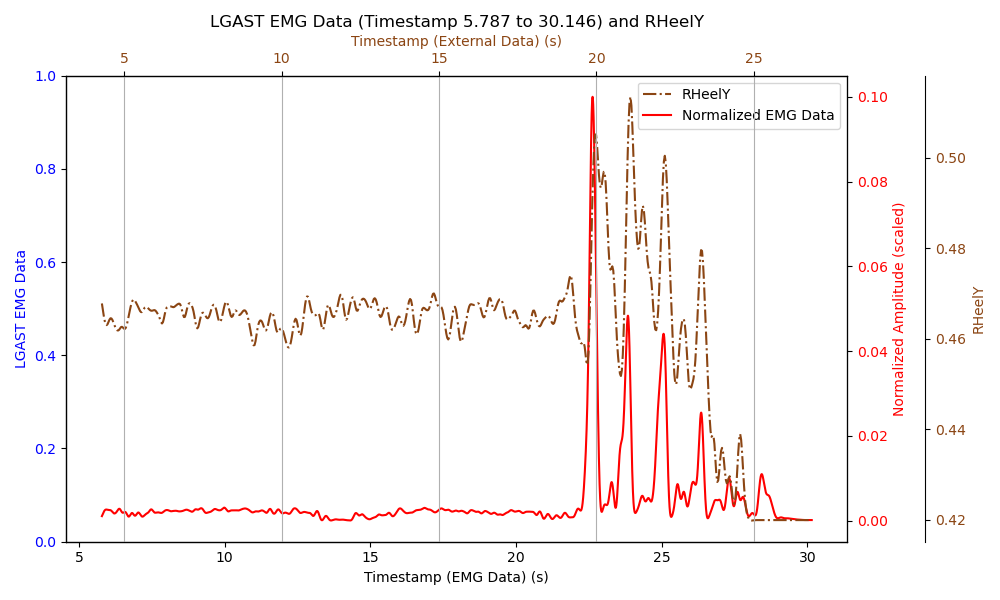 LGAST EMG Data (Timestamp 5.787 to 30.146) and RHeelY
Timestamp (External Data) (s)
5 10 15 20 25
RHeelY
Normalized EMG Data
LGAST EMG Data
1.0
0.8
0.6
0.4
0.2
0.0
0.10
0.08
0.06
0.04
0.02
0.00
Normalized Amplitude (scaled)
0.50
0.48
0.46
0.44
0.42
RHeelY
5 10 15 20 25 30
Timestamp (EMG Data) (s)